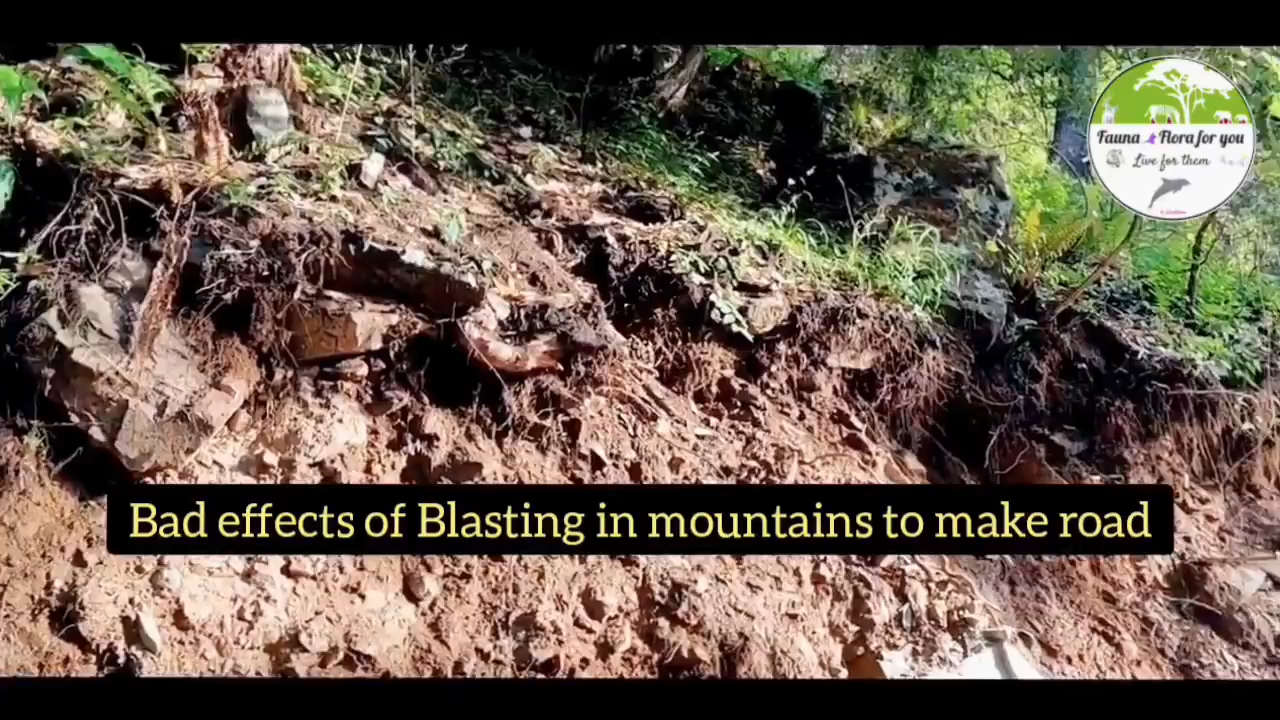 Fauna Flora for you
Live for them
Bad effects of Blasting in mountains to make road